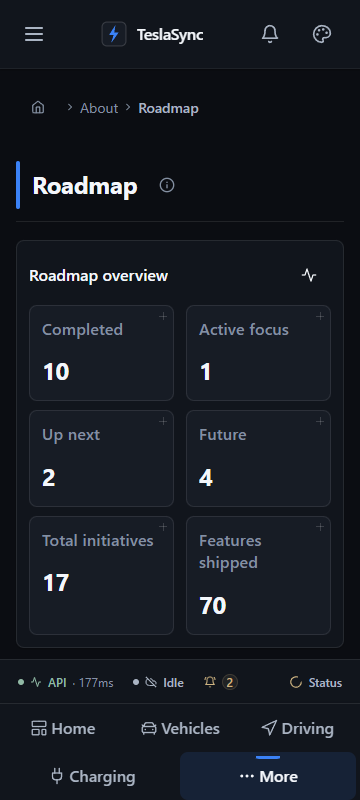 TeslaSync
About
Roadmap
Roadmap
Roadmap overview
Completed
10
Active focus
1
Up next
2
Future
4
Total initiatives
17
Features
shipped
70
API · 177ms
Idle
2
Status
Home
Vehicles
Driving
Charging
More